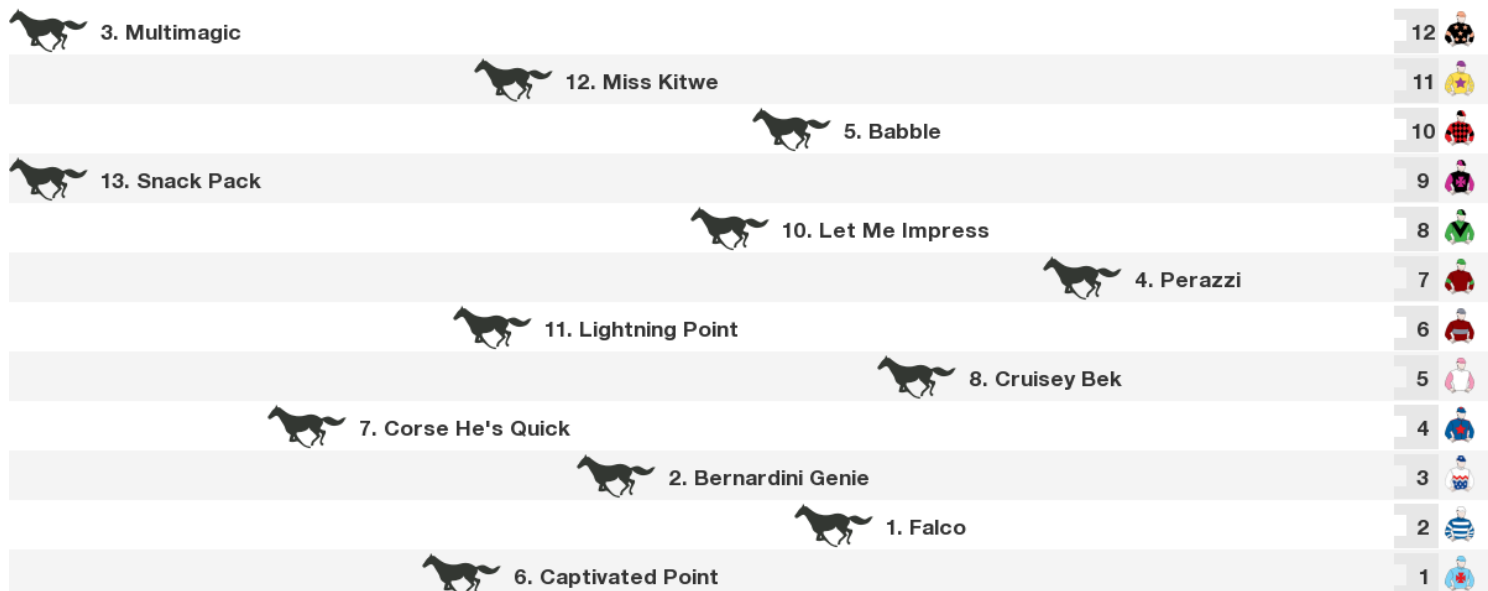 3. Multimagic 12
12. Miss Kitwe 11
5. Babble 10
13. Snack Pack 9
10. Let Me Impress 8
4. Perazzi 7
11. Lightning Point 6
8. Cruisey Bek 5
7. Corse He's Quick 4
2. Bernardini Genie 3
1. Falco 2
6. Captivated Point 1